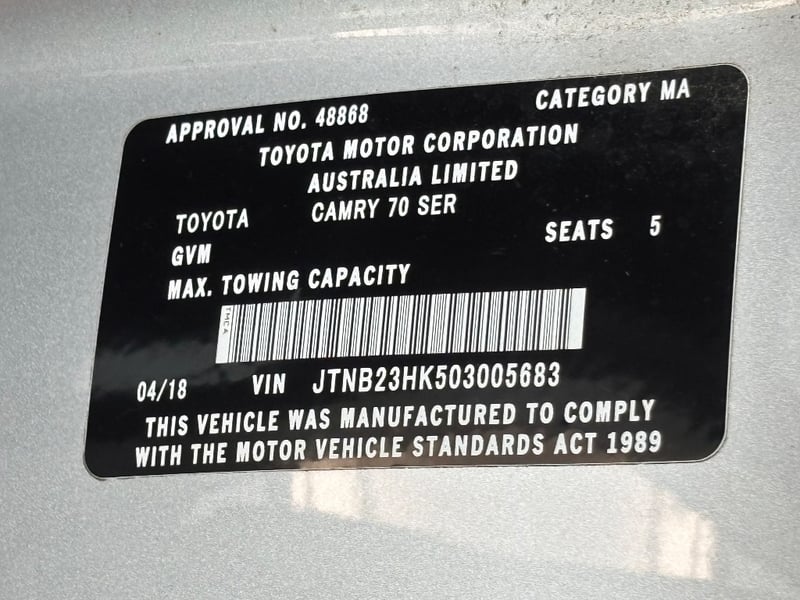 APPROVAL NO. 48868 CATEGORY MA
TOYOTA MOTOR CORPORATION
AUSTRALIA LIMITED
TOYOTA CAMRY 70 SER
GVM SEATS 5
MAX. TOWING CAPACITY
TMCA
04/18 VIN JTNB23HK503005683
THIS VEHICLE WAS MANUFACTURED TO COMPLY
WITH THE MOTOR VEHICLE STANDARDS ACT 1989